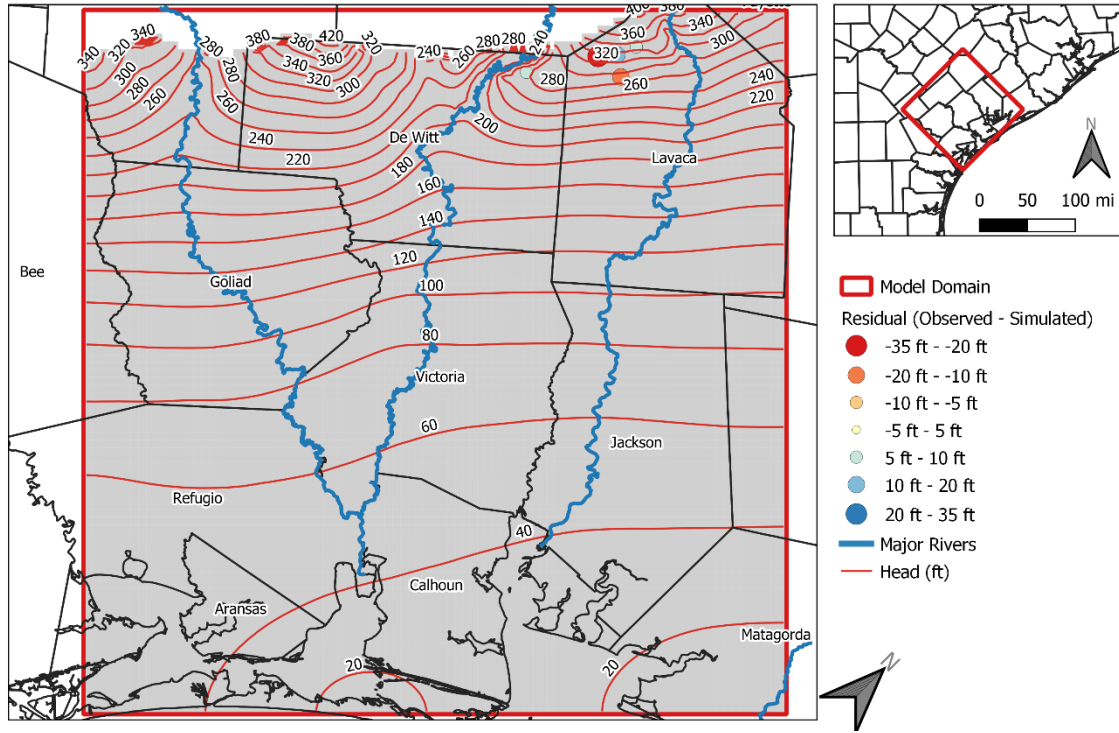 400
380
360
340
320
300
280
260
240
220
340
320
340
320
300
280
260
280
280
260
240
220
380
380
420
360
340
320
320
300
240
260
280
280
240
280
200
180
160
140
120
100
80
60
40
20
20
320
260
De Witt
Lavaca
Bee
Goliad
Victoria
Jackson
Refugio
Calhoun
Aransas
Matagorda
N
N
0 50 100 mi
Model Domain
Residual (Observed - Simulated)
-35 ft - -20 ft
-20 ft - -10 ft
-10 ft - -5 ft
-5 ft - 5 ft
5 ft - 10 ft
10 ft - 20 ft
20 ft - 35 ft
Major Rivers
Head (ft)